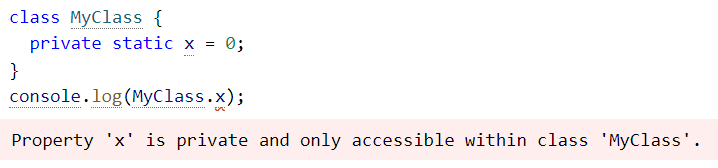 class MyClass {
  private static x = 0;
}
console.log(MyClass.x);
Property 'x' is private and only accessible within class 'MyClass'.